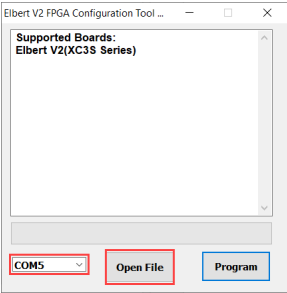 Elbert V2 FPGA Configuration Tool ...
Supported Boards:
Elbert V2(XC3S Series)
COM5
Open File
Program